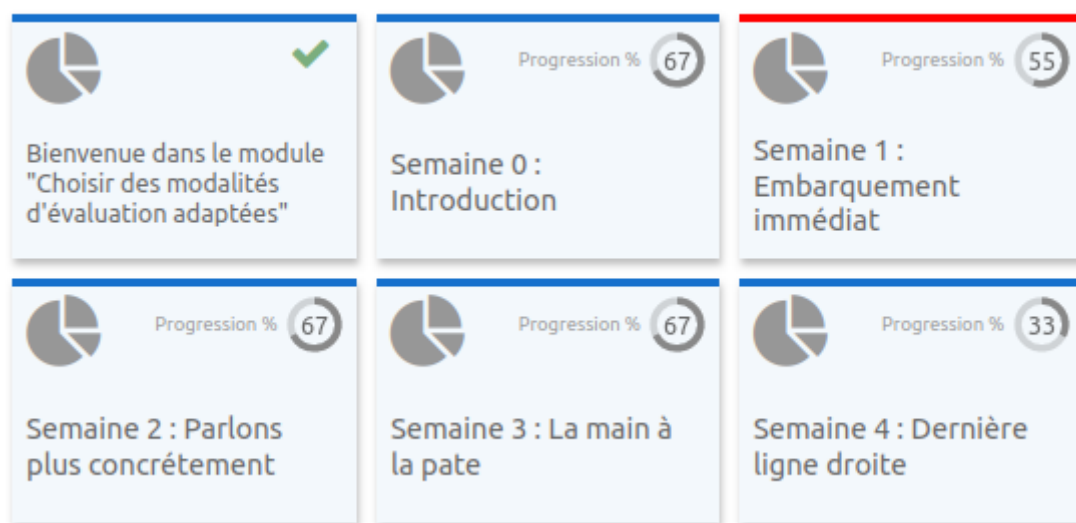 Progression % 67
Progression % 55
Bienvenue dans le module
"Choisir des modalités
d'évaluation adaptées"
Semaine 0 :
Introduction
Semaine 1 :
Embarquement
immédiat
Progression % 67
Progression % 67
Progression % 33
Semaine 2 : Parlons
plus concrétement
Semaine 3 : La main à
la pate
Semaine 4 : Dernière
ligne droite